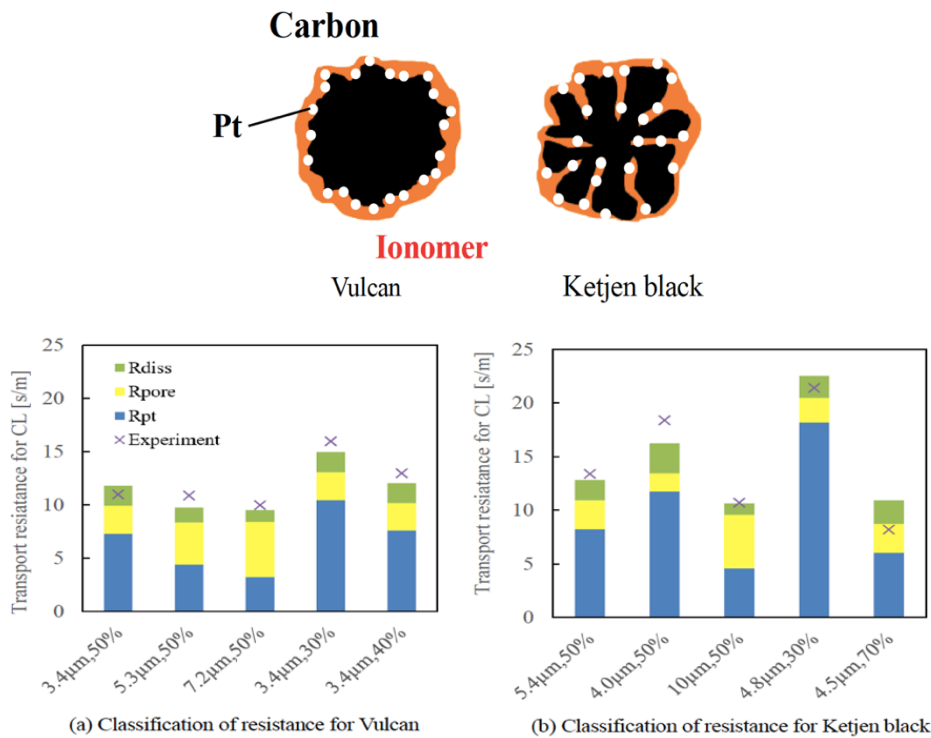 Carbon
Pt
Ionomer
Vulcan
Ketjen black
25
20
15
10
5
0
Transport resiatance for CL [s/m]
Rdiss
Rpore
Rpt
Experiment
3.4μm,50%
5.3μm,50%
7.2μm,50%
3.4μm,30%
3.4μm,40%
(a) Classification of resistance for Vulcan
25
20
15
10
5
0
Transport resiatance for CL [s/m]
5.4μm,50%
4.0μm,50%
10μm,50%
4.8μm,30%
4.5μm,70%
(b) Classification of resistance for Ketjen black